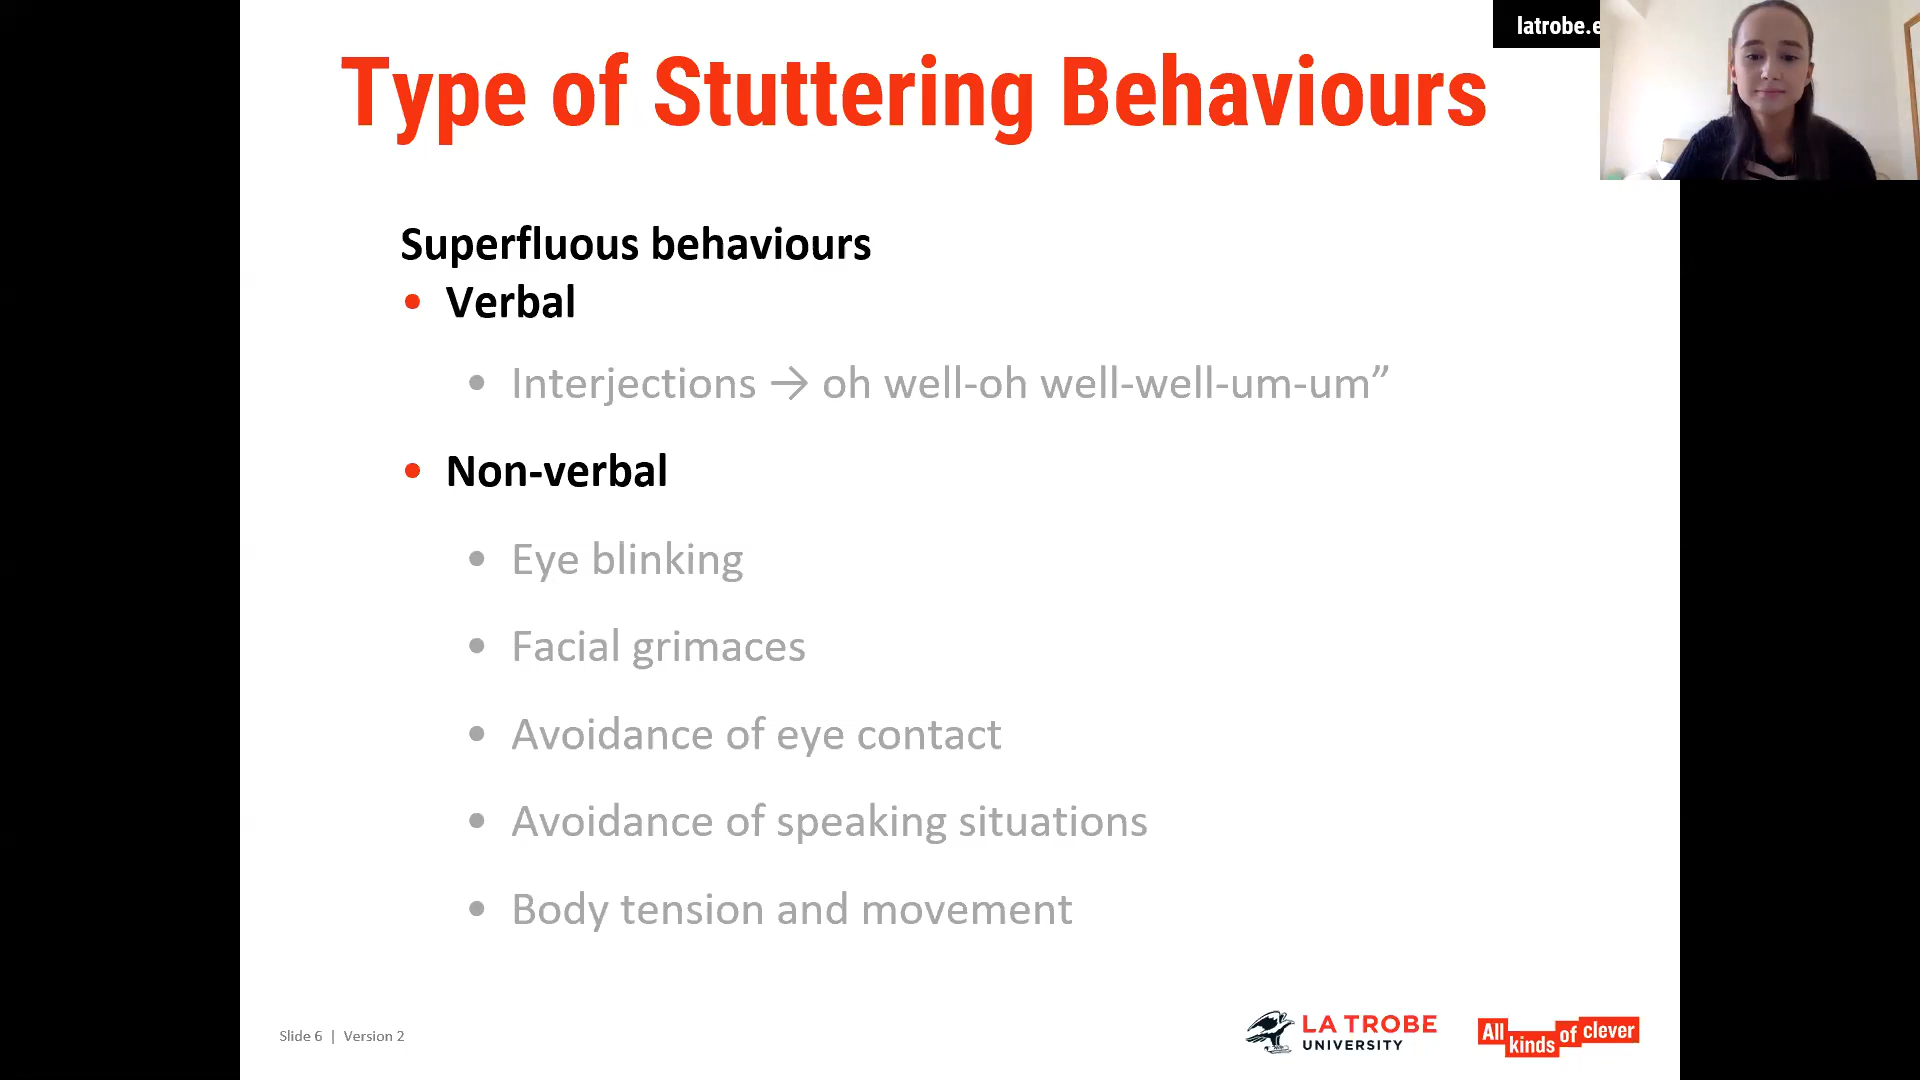 latrobe.e
Type of Stuttering Behaviours
Superfluous behaviours
• Verbal
• Interjections → oh well-oh well-well-um-um”
• Non-verbal
• Eye blinking
• Facial grimaces
• Avoidance of eye contact
• Avoidance of speaking situations
• Body tension and movement
Slide 6 | Version 2
LA TROBE
UNIVERSITY
All kinds of clever